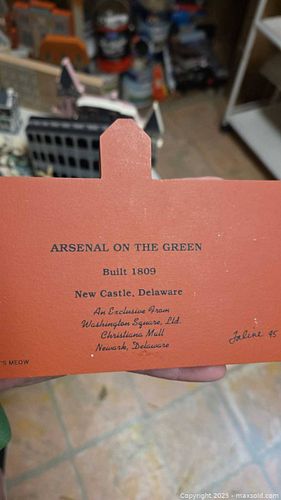 ARSENAL ON THE GREEN
Built 1809
New Castle, Delaware
An Exclusive From
Washington Square, Ltd.
Christiana Mall
Newark, Delaware
Faline 95
'S MEOW
Copyright 2023 - maxsold.com